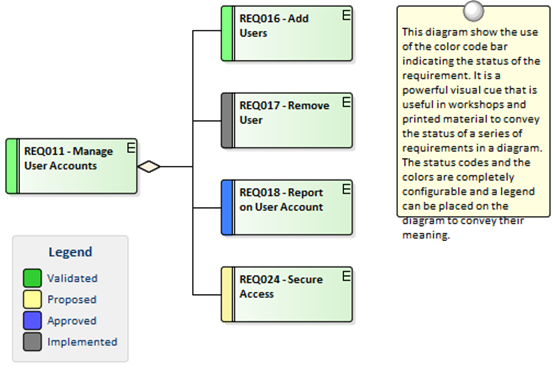 REQ016 - Add
Users
E
REQ017 - Remove
User
E
REQ011 - Manage
User Accounts
E
REQ018 - Report
on User Account
E
REQ024 - Secure
Access
E
This diagram show the use
of the color code bar
indicating the status of the
requirement. It is a
powerful visual cue that is
useful in workshops and
printed material to convey
the status of a series of
requirements in a diagram.
The status codes and the
colors are completely
configurable and a legend
can be placed on the
diagram to convey their
meaning.
Legend
Validated
Proposed
Approved
Implemented